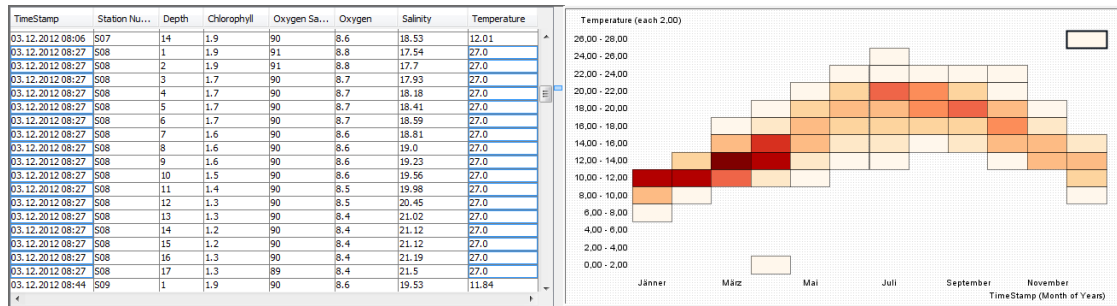 TimeStamp Station Nu... Depth Chlorophyll Oxygen Sa... Oxygen Salinity Temperature
03.12.2012 08:06 S07 14 1.9 90 8.6 18.53 12.01
03.12.2012 08:27 S08 1 1.9 91 8.8 17.54 27.0
03.12.2012 08:27 S08 2 1.9 91 8.8 17.7 27.0
03.12.2012 08:27 S08 3 1.7 90 8.7 17.93 27.0
03.12.2012 08:27 S08 4 1.7 90 8.7 18.18 27.0
03.12.2012 08:27 S08 5 1.7 90 8.7 18.41 27.0
03.12.2012 08:27 S08 6 1.7 90 8.7 18.59 27.0
03.12.2012 08:27 S08 7 1.6 90 8.6 18.81 27.0
03.12.2012 08:27 S08 8 1.6 90 8.6 19.0 27.0
03.12.2012 08:27 S08 9 1.6 90 8.6 19.23 27.0
03.12.2012 08:27 S08 10 1.5 90 8.6 19.56 27.0
03.12.2012 08:27 S08 11 1.4 90 8.5 19.98 27.0
03.12.2012 08:27 S08 12 1.3 90 8.5 20.45 27.0
03.12.2012 08:27 S08 13 1.3 90 8.4 21.02 27.0
03.12.2012 08:27 S08 14 1.2 90 8.4 21.12 27.0
03.12.2012 08:27 S08 15 1.2 90 8.4 21.12 27.0
03.12.2012 08:27 S08 16 1.3 90 8.4 21.19 27.0
03.12.2012 08:27 S08 17 1.3 89 8.4 21.5 27.0
03.12.2012 08:44 S09 1 1.9 90 8.6 19.53 11.84
Temperature (each 2,00)
26,00 - 28,00
24,00 - 26,00
22,00 - 24,00
20,00 - 22,00
18,00 - 20,00
16,00 - 18,00
14,00 - 16,00
12,00 - 14,00
10,00 - 12,00
8,00 - 10,00
6,00 - 8,00
4,00 - 6,00
2,00 - 4,00
0,00 - 2,00
Jänner März Mai Juli September November
TimeStamp (Month of Years)